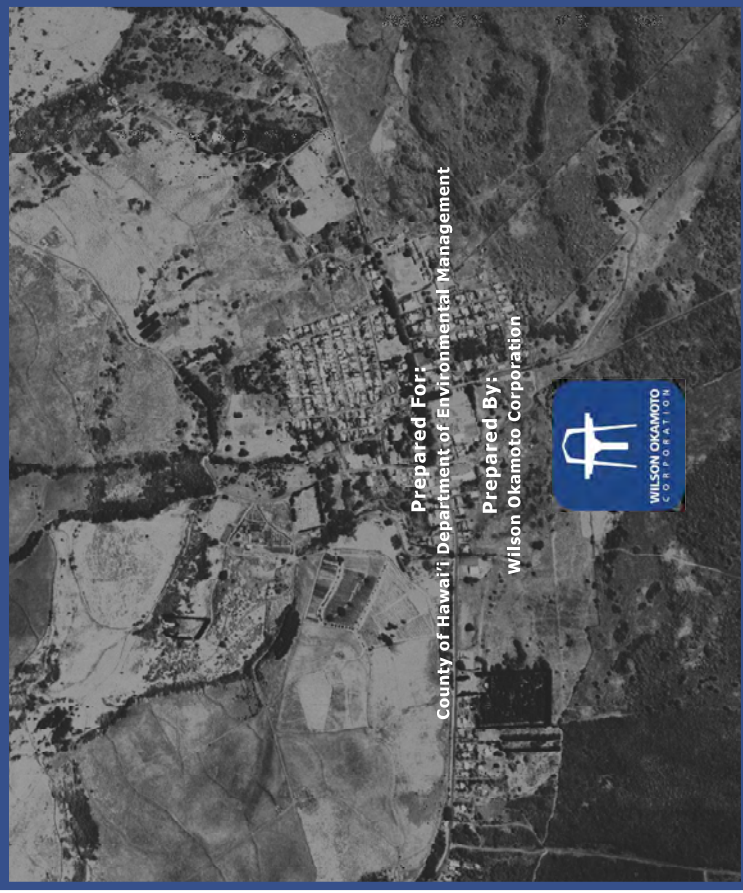 Prepared For:
County of Hawai'i Department of Environmental Management
Prepared By:
Wilson Okamoto Corporation
WILSON OKAMOTO
CORPORATION